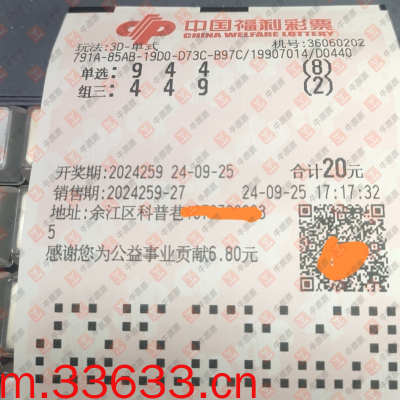 中国福利彩票
CHINA WELFARE LOTTERY
玩法:3D-单式 机号:36060202
791A-85AB-19D0-D73C-B97C/19907014/D0440
单选: 9 4 4 (8)
组三: 4 4 9 (2)
开奖期:2024259 24-09-25 合计20元
销售期:2024259-27 24-09-25 17:17:32
地址:余江区科普巷
5
感谢您为公益事业贡献6.80元
m.33633.cn